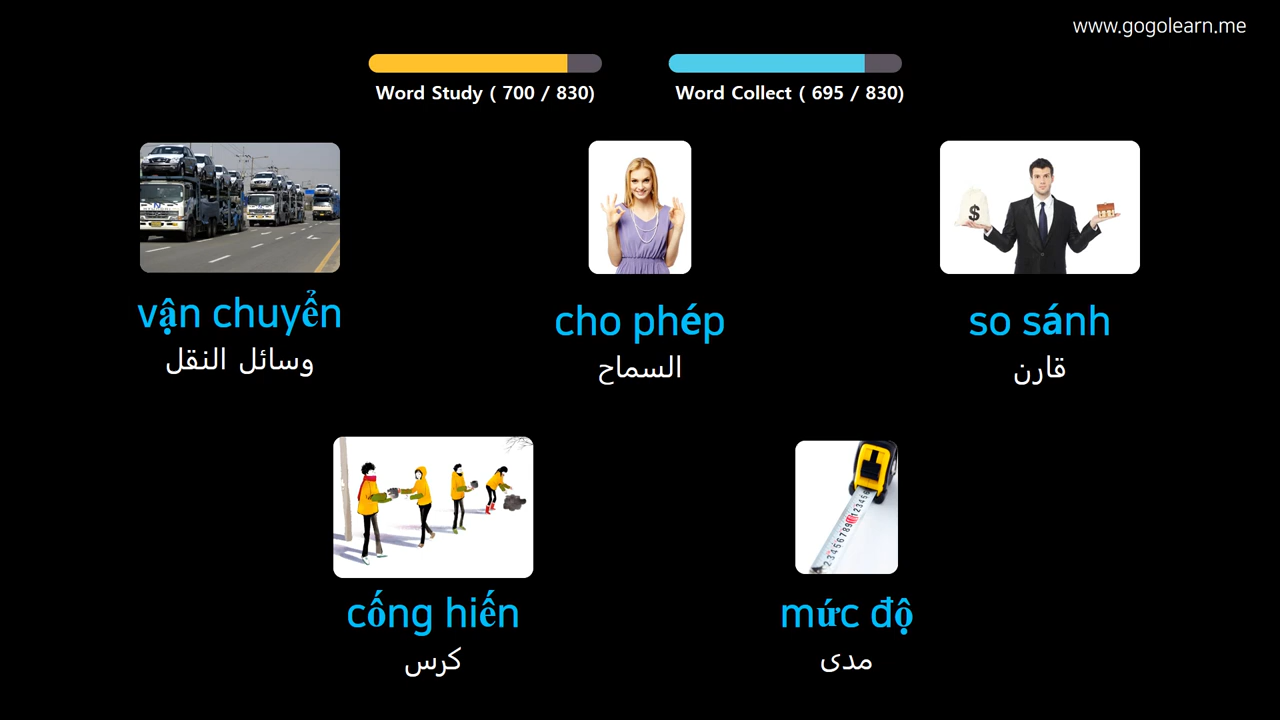 www.gogolearn.me
Word Study ( 700 / 830)
Word Collect ( 695 / 830)
vận chuyển
وسائل النقل
cho phép
السماح
so sánh
قارن
$
cống hiến
كرس
mức độ
مدى